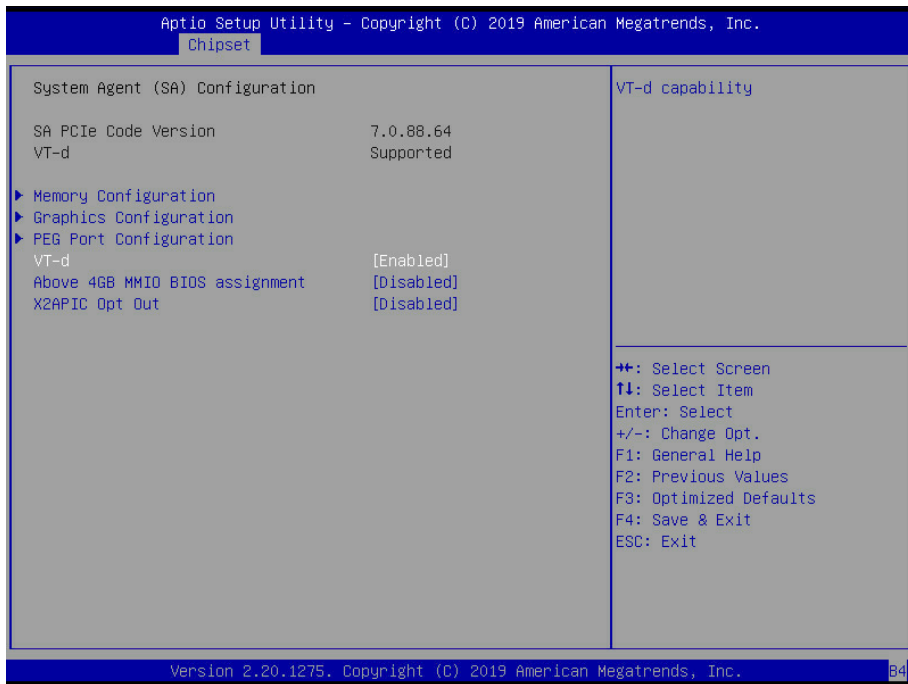 Aptio Setup Utility – Copyright (C) 2019 American Megatrends, Inc.
Chipset
System Agent (SA) Configuration
SA PCIe Code Version 7.0.88.64
VT-d Supported
Memory Configuration
Graphics Configuration
PEG Port Configuration
VT-d [Enabled]
Above 4GB MMIO BIOS assignment [Disabled]
X2APIC Opt Out [Disabled]
VT-d capability
→←: Select Screen
↑↓: Select Item
Enter: Select
+/-: Change Opt.
F1: General Help
F2: Previous Values
F3: Optimized Defaults
F4: Save & Exit
ESC: Exit
Version 2.20.1275. Copyright (C) 2019 American Megatrends, Inc.
B4